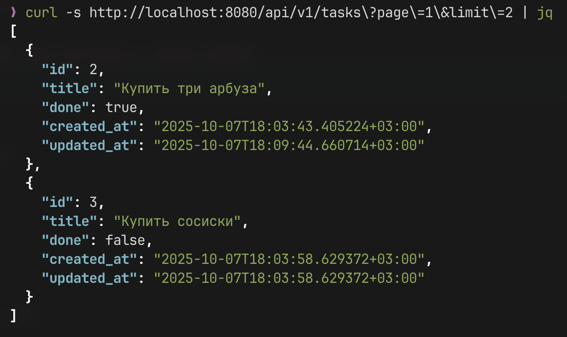 ❯ curl -s http://localhost:8080/api/v1/tasks\?page\=1\&limit\=2 | jq
[
  {
    "id": 2,
    "title": "Купить три арбуза",
    "done": true,
    "created_at": "2025-10-07T18:03:43.405224+03:00",
    "updated_at": "2025-10-07T18:09:44.660714+03:00"
  },
  {
    "id": 3,
    "title": "Купить сосиски",
    "done": false,
    "created_at": "2025-10-07T18:03:58.629372+03:00",
    "updated_at": "2025-10-07T18:03:58.629372+03:00"
  }
]